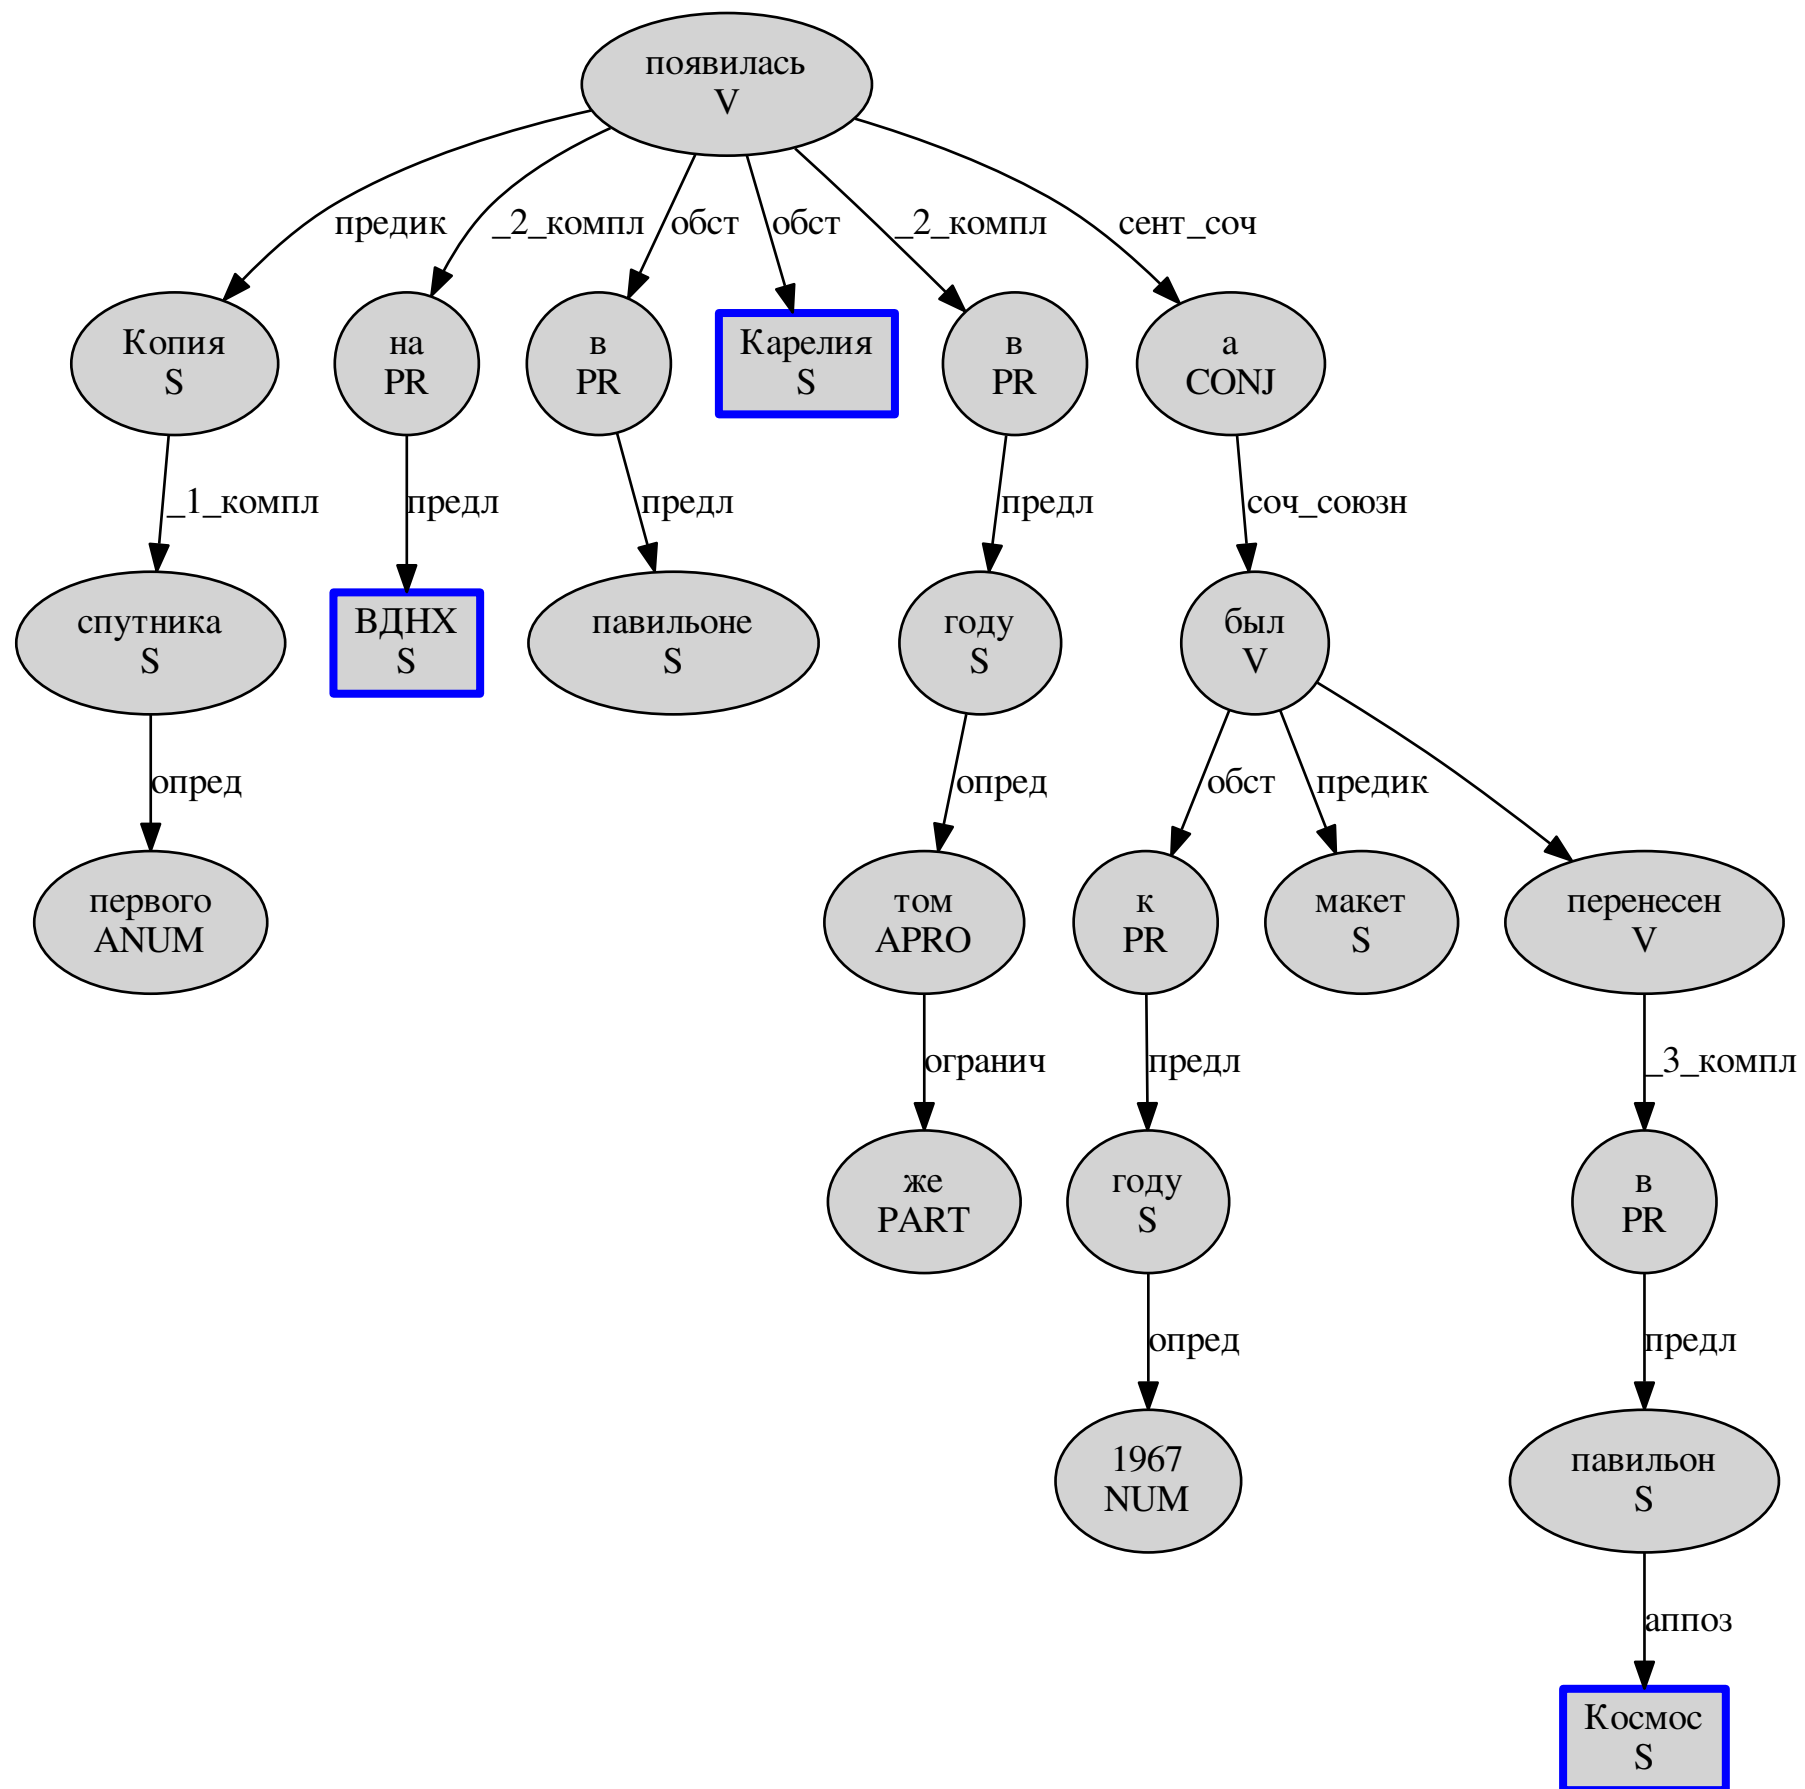 появилась
V
предик
_2_компл
обст
обст
_2_компл
сент_соч
Копия
S
на
PR
в
PR
Карелия
S
в
PR
а
CONJ
_1_компл
предл
предл
предл
соч_союзн
спутника
S
ВДНХ
S
павильоне
S
году
S
был
V
опред
опред
обст
предик
первого
ANUM
том
APRO
к
PR
макет
S
перенесен
V
огранич
предл
_3_компл
же
PART
году
S
в
PR
опред
предл
1967
NUM
павильон
S
аппоз
Космос
S